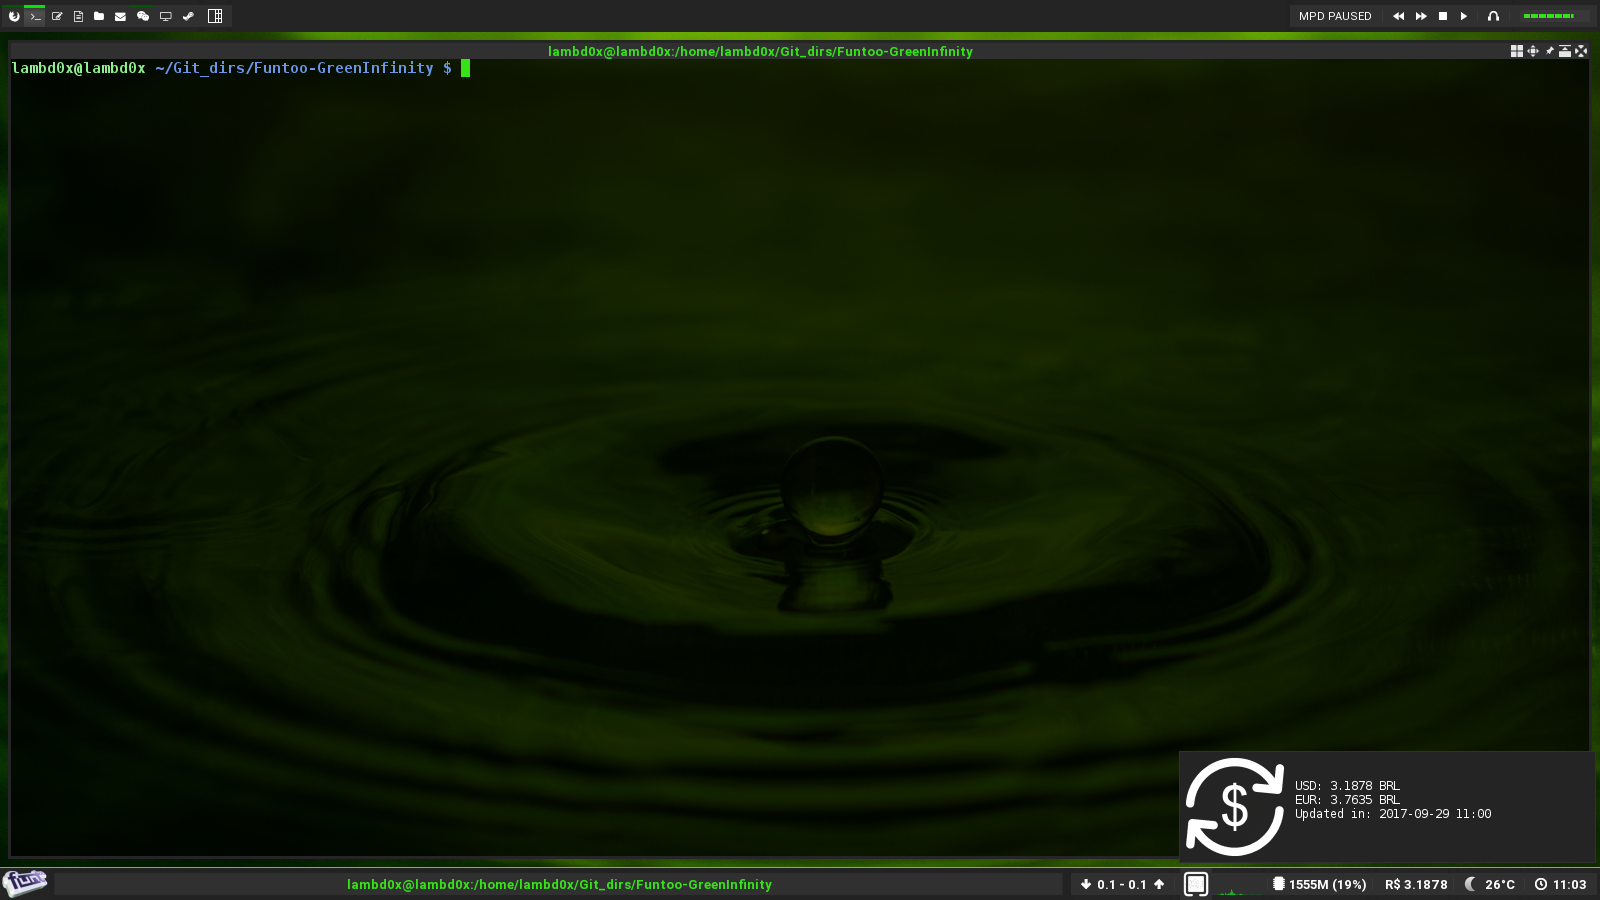 MPD PAUSED
lambd0x@lambd0x:/home/lambd0x/Git_dirs/Funtoo-GreenInfinity
lambd0x@lambd0x ~/Git_dirs/Funtoo-GreenInfinity $
USD: 3.1878 BRL
EUR: 3.7635 BRL
Updated in: 2017-09-29 11:00
lambd0x@lambd0x:/home/lambd0x/Git_dirs/Funtoo-GreenInfinity
0.1 - 0.1
1555M (19%)
R$ 3.1878
26°C
11:03